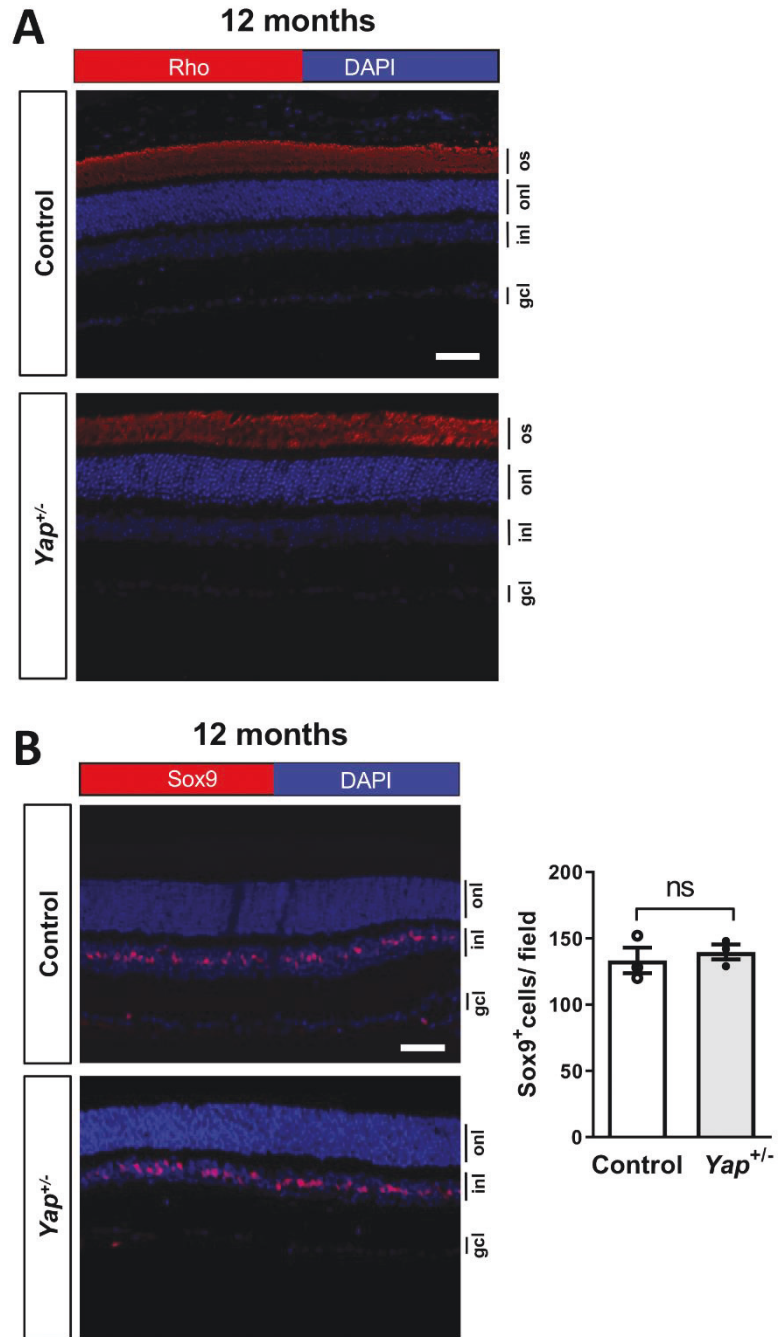 A
12 months
Rho DAPI
Control
os
onl
inl
gcl
Yap+/-
os
onl
inl
gcl
B
12 months
Sox9 DAPI
Control
onl
inl
gcl
Yap+/-
onl
inl
gcl
200
150
100
50
0
Sox9+cells/ field
ns
Control Yap+/-